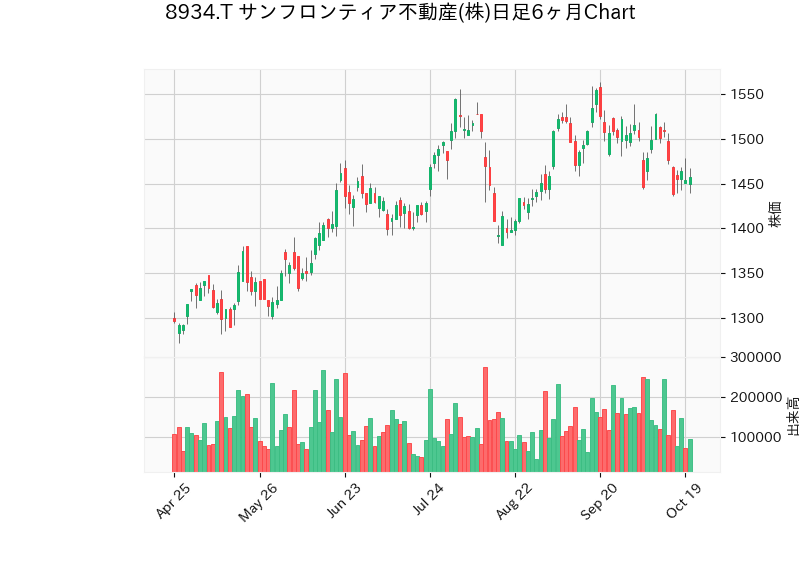 8934.T サンフロンティア不動産(株)日足6ヶ月Chart
1550
1500
1450
1400
1350
1300
株価
300000
200000
100000
出来高
Apr 25
May 26
Jun 23
Jul 24
Aug 22
Sep 20
Oct 19